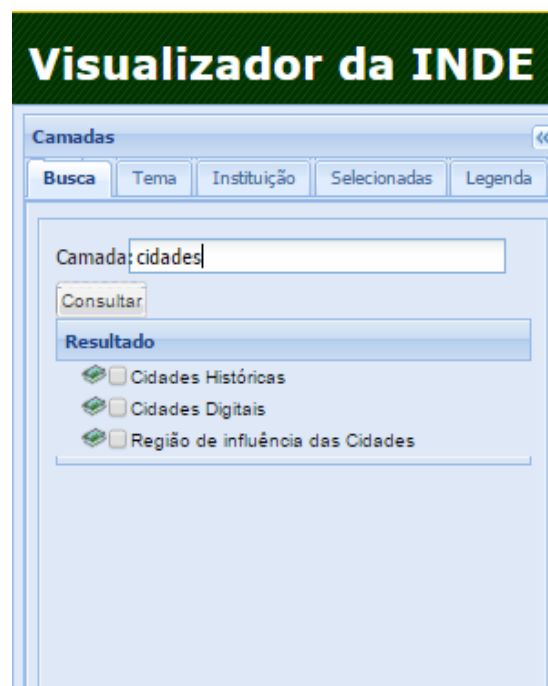 Visualizador da INDE
Camadas
Busca Tema Instituição Selecionadas Legenda
Camada: cidades
Consultar
Resultado
Cidades Históricas
Cidades Digitais
Região de influência das Cidades